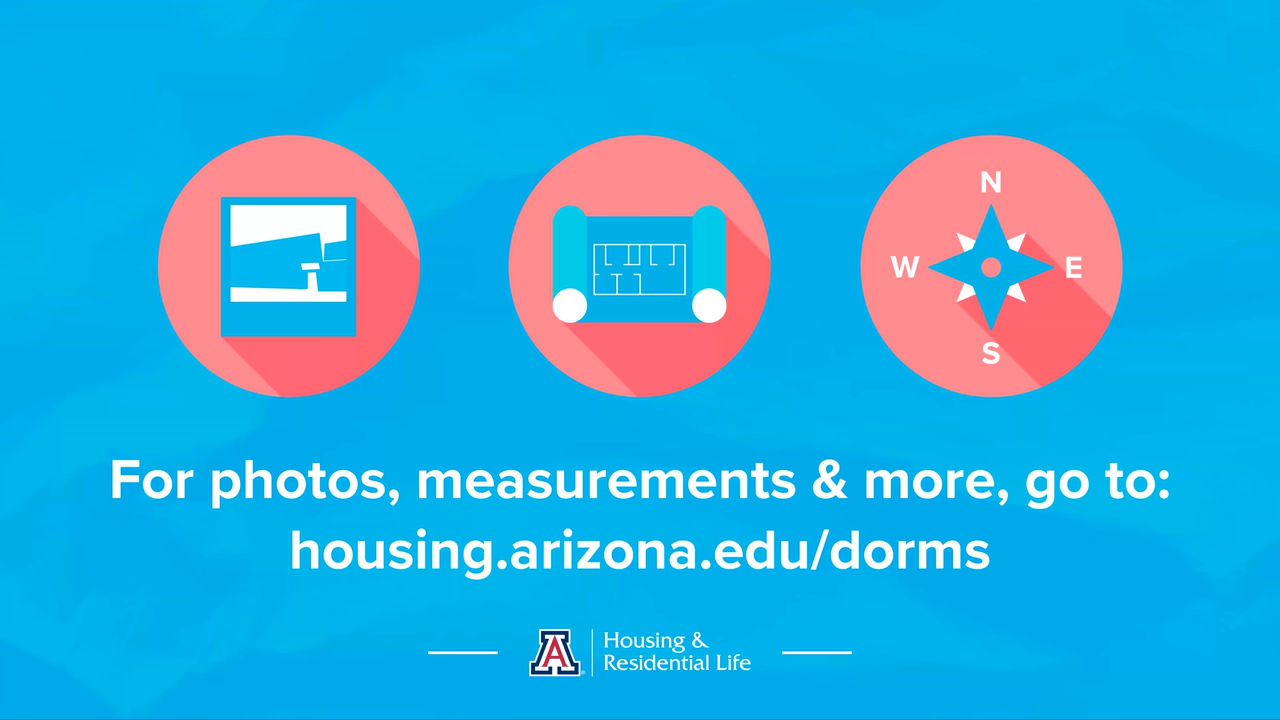 N
W E
S
For photos, measurements & more, go to:
housing.arizona.edu/dorms
A
Housing &
Residential Life